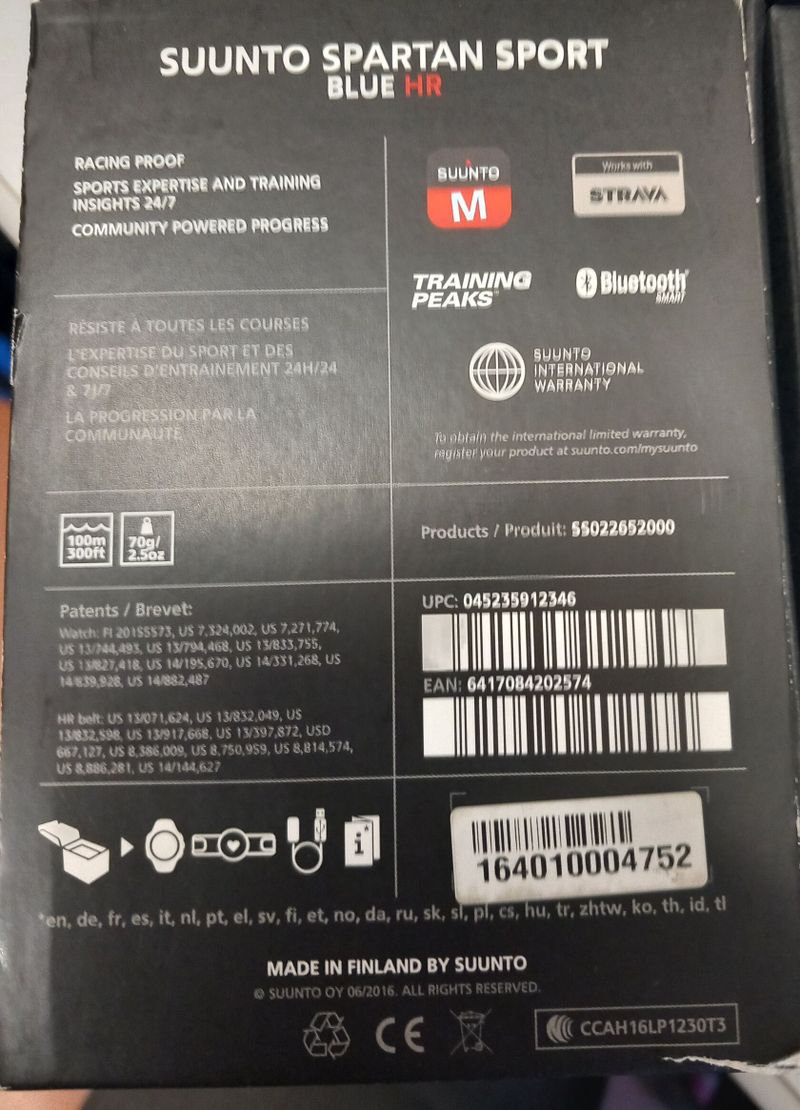 SUUNTO SPARTAN SPORT
BLUE HR
RACING PROOF
SPORTS EXPERTISE AND TRAINING
INSIGHTS 24/7
COMMUNITY POWERED PROGRESS
RÉSISTE À TOUTES LES COURSES
L'EXPERTISE DU SPORT ET DES
CONSEILS D'ENTRAINEMENT 24H/24
& 7J/7
LA PROGRESSION PAR LA
COMMUNAUTÉ
SUUNTO
M
Works with
STRAVA
TRAINING
PEAKS™
Bluetooth®
SMART
SUUNTO
INTERNATIONAL
WARRANTY
To obtain the international limited warranty,
register your product at suunto.com/mysuunto
100m
300ft
70g/
2.5oz
Products / Produit: SS022652000
Patents / Brevet:
Watch: FI 20155573, US 7,324,002, US 7,271,774,
US 13/744,493, US 13/794,468, US 13/833,755,
US 13/827,418, US 14/195,670, US 14/331,268, US
14/839,928, US 14/882,487
HR belt: US 13/071,624, US 13/832,049, US
13/832,598, US 13/917,668, US 13/397,872, USD
667,127, US 8,386,009, US 8,750,959, US 8,814,574,
US 8,886,281, US 14/144,627
UPC: 045235912346
EAN: 6417084202574
i*
164010004752
*en, de, fr, es, it, nl, pt, el, sv, fi, et, no, da, ru, sk, sl, pl, cs, hu, tr, zhtw, ko, th, id, tl
MADE IN FINLAND BY SUUNTO
© SUUNTO OY 06/2016. ALL RIGHTS RESERVED.
CE
CCAH16LP1230T3